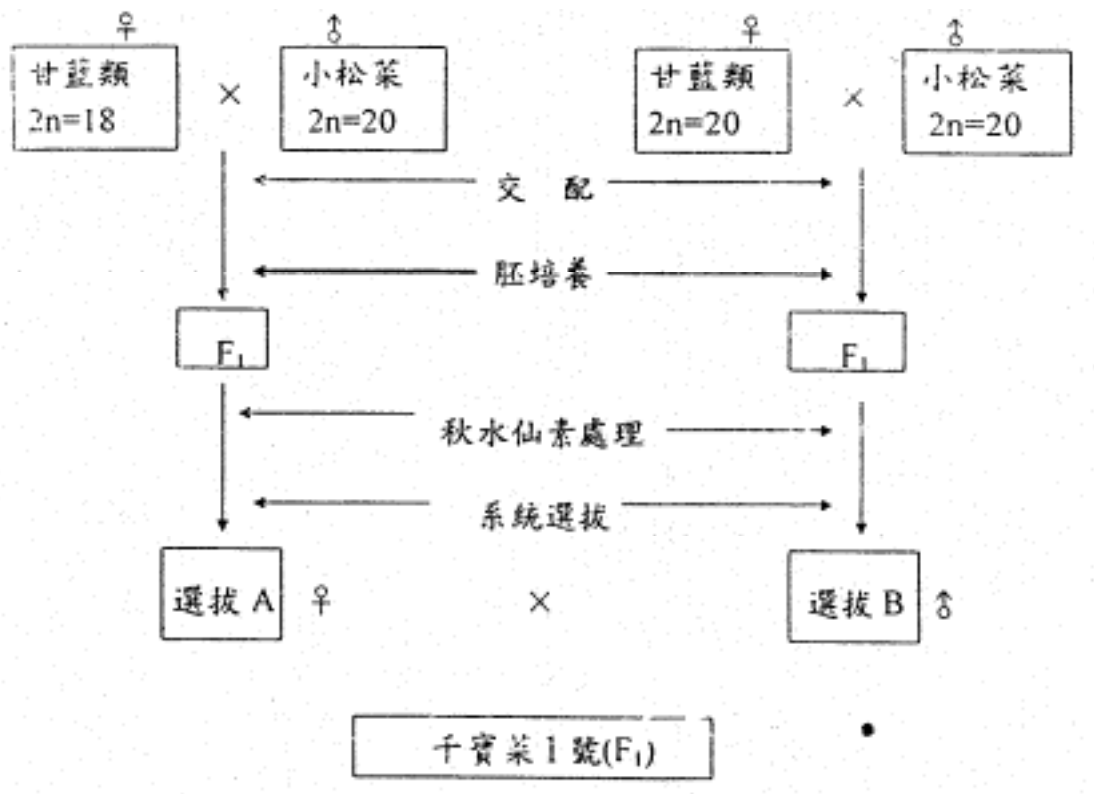 ♀ ♂ ♀ ♂
甘藍類 × 小松菜 甘藍類 × 小松菜
2n=18 2n=20 2n=20 2n=20
交 配
胚培養
F₁ F₁
秋水仙素處理
系統選拔
選拔 A ♀ × 選拔 B ♂
千寶菜 1 號(F₁)